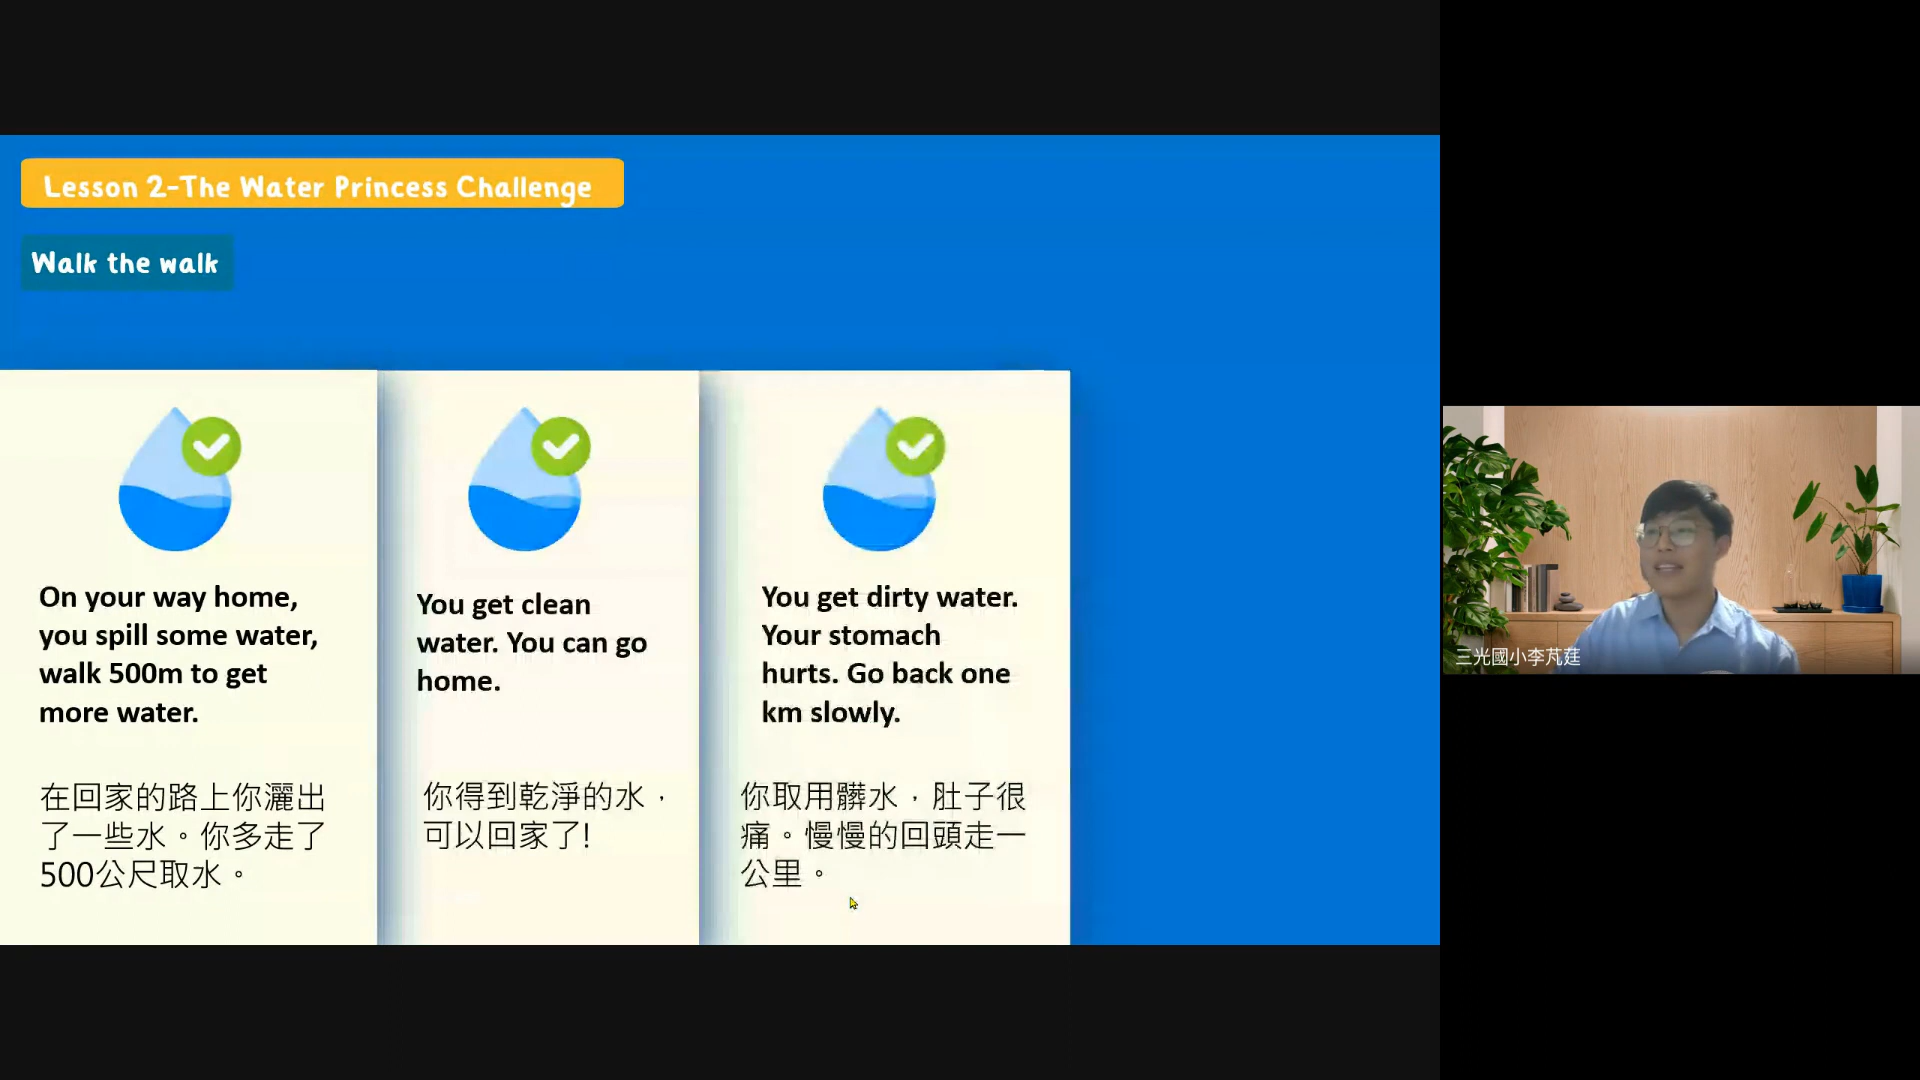 Lesson 2-The Water Princess Challenge
Walk the walk
On your way home,
you spill some water,
walk 500m to get
more water.
在回家的路上你灑出
了一些水。你多走了
500公尺取水。
You get clean
water. You can go
home.
你得到乾淨的水，
可以回家了!
You get dirty water.
Your stomach
hurts. Go back one
km slowly.
你取用髒水，肚子很
痛。慢慢的回頭走一
公里。
三光國小李芃莛